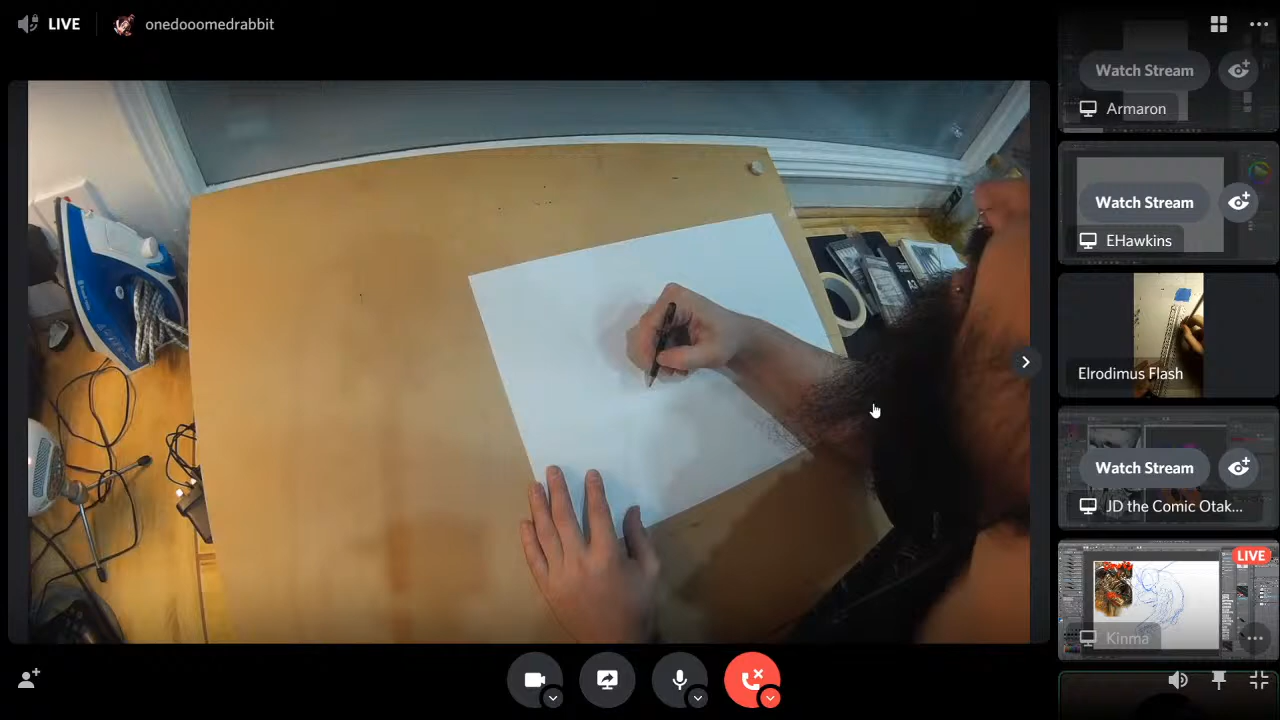 LIVE
onedooomedrabbit
Watch Stream
Armaron
Watch Stream
EHawkins
Elrodimus Flash
Watch Stream
JD the Comic Otak...
LIVE
Kinma